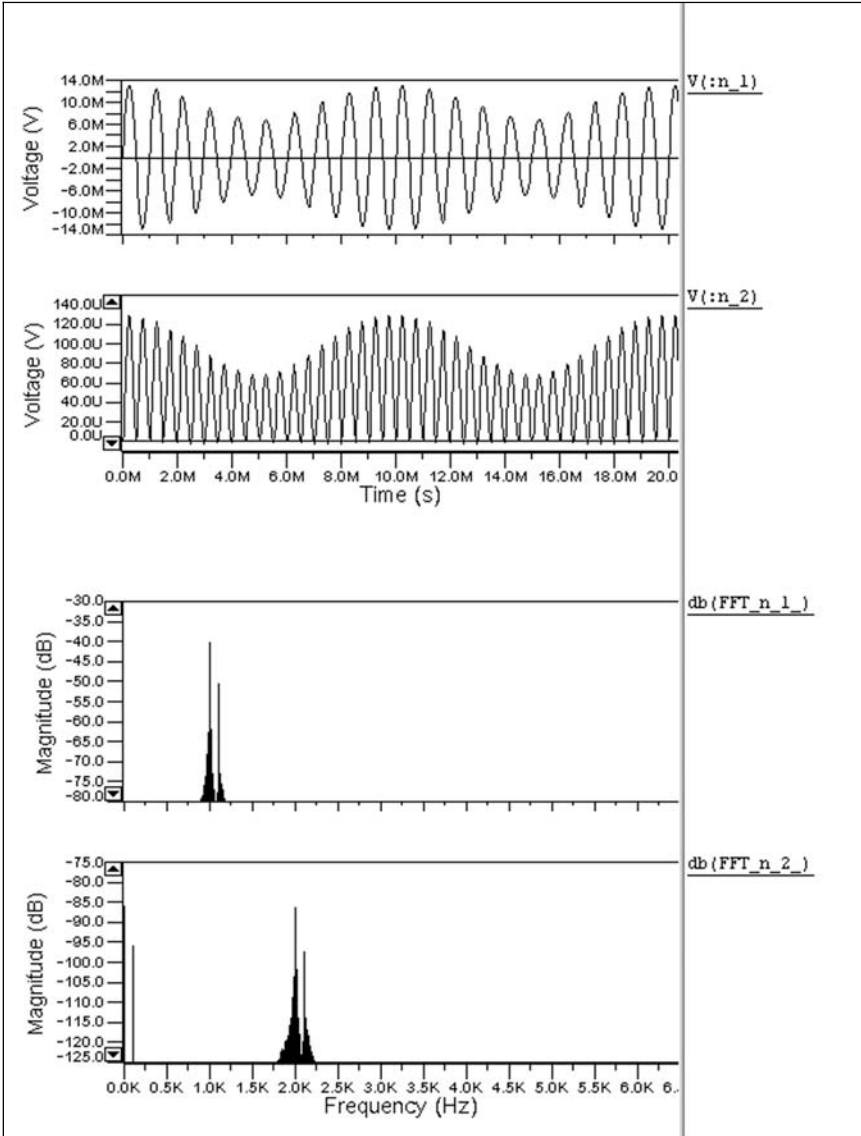 V(:n_1)
Voltage (V)
14.0M
10.0M
6.0M
2.0M
-2.0M
-6.0M
-10.0M
-14.0M
V(:n_2)
Voltage (V)
140.0U
120.0U
100.0U
80.0U
60.0U
40.0U
20.0U
0.0U
0.0M 2.0M 4.0M 6.0M 8.0M 10.0M 12.0M 14.0M 16.0M 18.0M 20.0
Time (s)
db(FFT_n_1_)
Magnitude (dB)
-30.0
-35.0
-40.0
-45.0
-50.0
-55.0
-60.0
-65.0
-70.0
-75.0
-80.0
db(FFT_n_2_)
Magnitude (dB)
-75.0
-80.0
-85.0
-90.0
-95.0
-100.0
-105.0
-110.0
-115.0
-120.0
-125.0
0.0K 0.5K 1.0K 1.5K 2.0K 2.5K 3.0K 3.5K 4.0K 4.5K 5.0K 5.5K 6.0K 6.
Frequency (Hz)